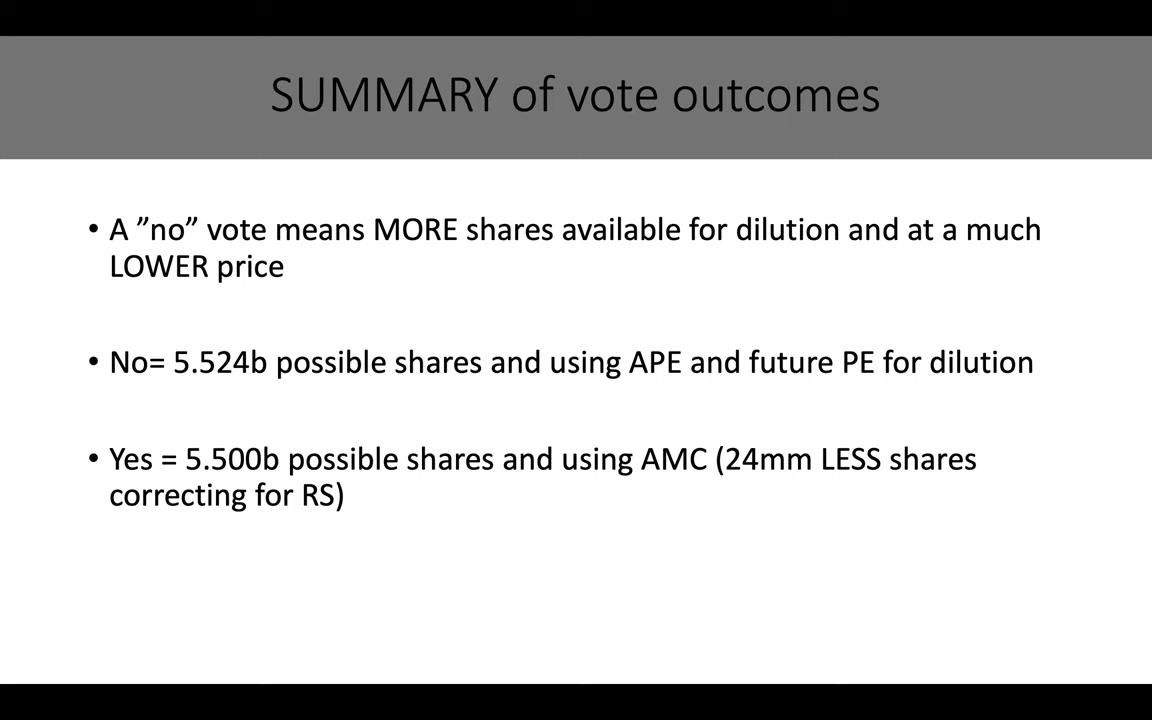 SUMMARY of vote outcomes
• A ”no” vote means MORE shares available for dilution and at a much
LOWER price
• No= 5.524b possible shares and using APE and future PE for dilution
• Yes = 5.500b possible shares and using AMC (24mm LESS shares
correcting for RS)